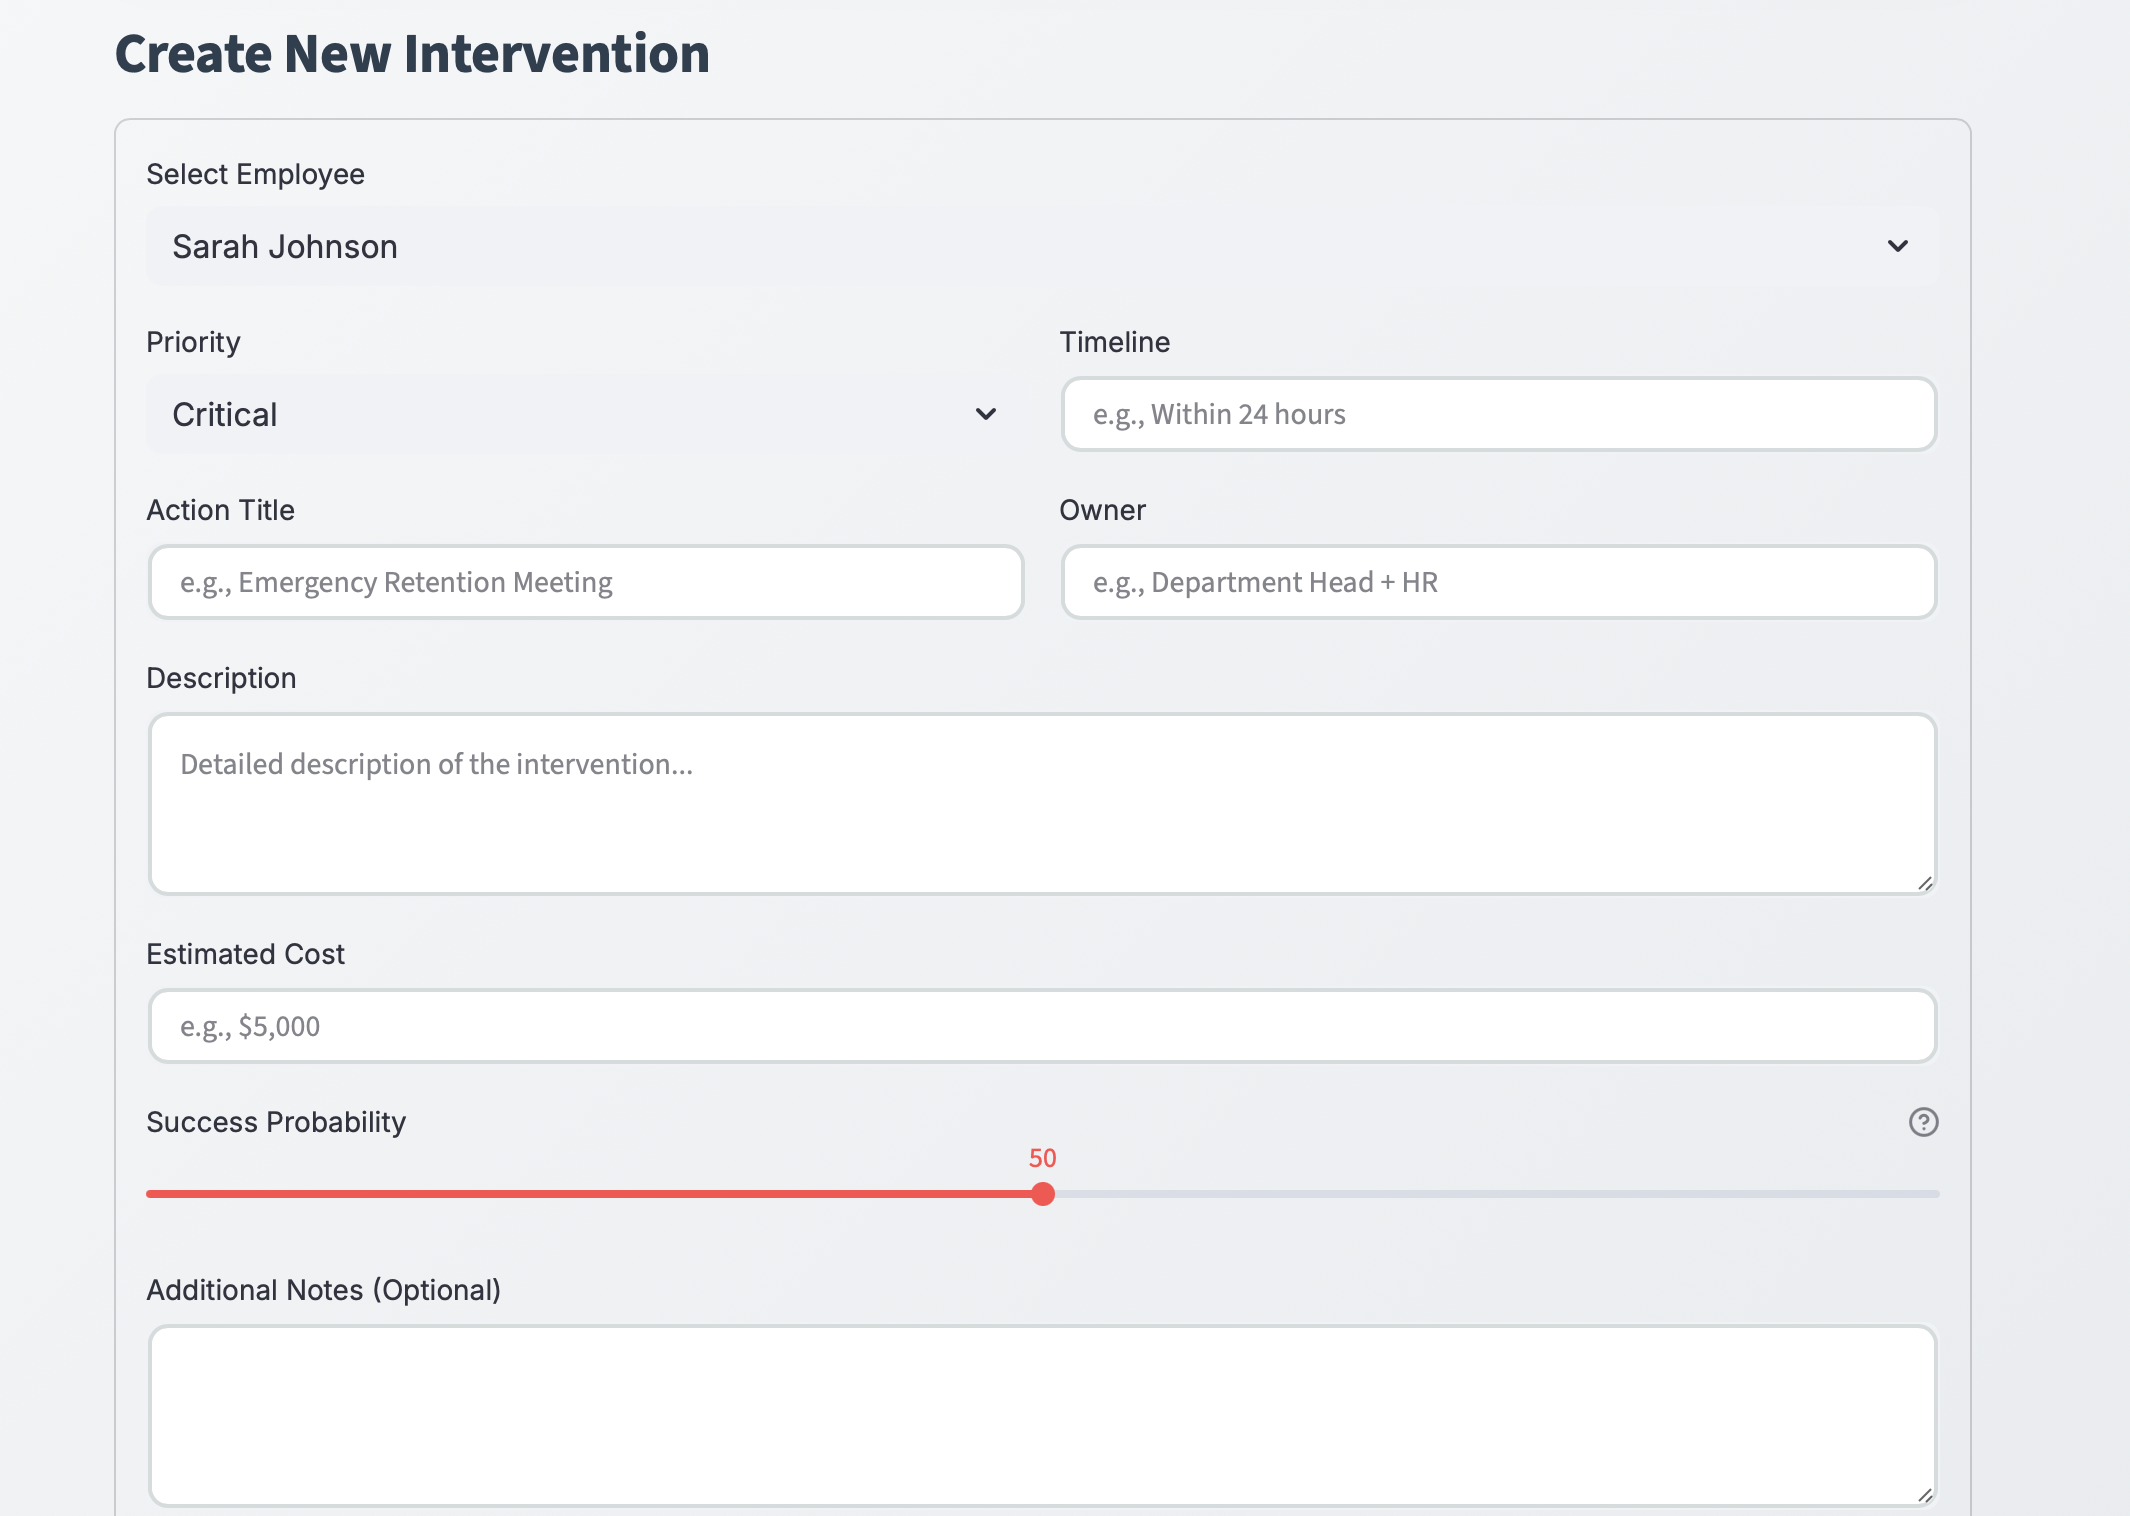 Create New Intervention
Select Employee
Sarah Johnson
Priority
Timeline
Critical
e.g., Within 24 hours
Action Title
Owner
e.g., Emergency Retention Meeting
e.g., Department Head + HR
Description
Detailed description of the intervention...
Estimated Cost
e.g., $5,000
Success Probability
50
Additional Notes (Optional)